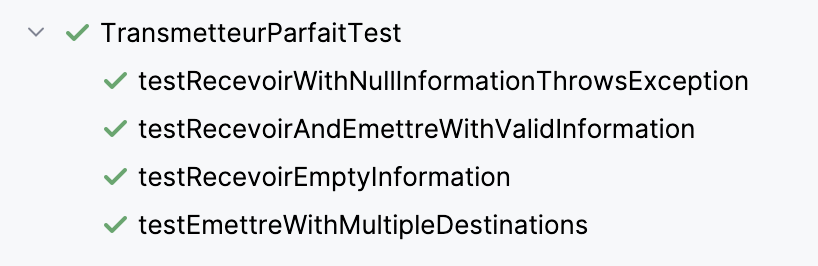 TransmetteurParfaitTest
testRecevoirWithNullInformationThrowsException
testRecevoirAndEmettreWithValidInformation
testRecevoirEmptyInformation
testEmettreWithMultipleDestinations